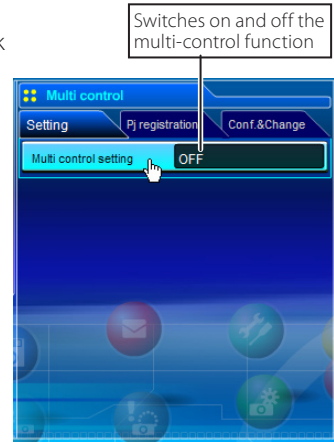 Switches on and off the
multi-control function
k
Multi control
Setting
Pj registration
Conf.&Change
Multi control setting
OFF